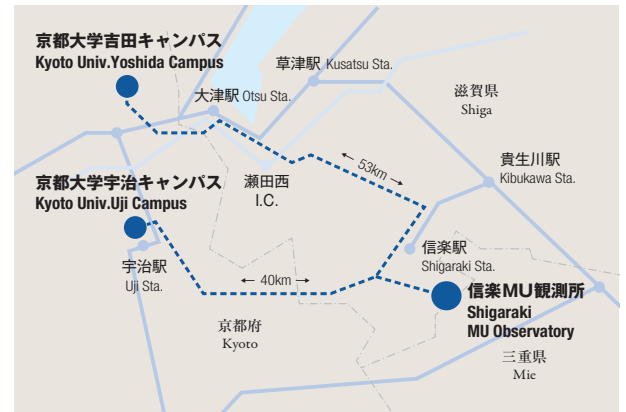 京都大学吉田キャンパス
Kyoto Univ.Yoshida Campus
草津駅 Kusatsu Sta.
大津駅 Otsu Sta.
滋賀県
Shiga
53km
貴生川駅
Kibukawa Sta.
京都大学宇治キャンパス
Kyoto Univ.Uji Campus
瀬田西
I.C.
信楽駅
Shigaraki Sta.
宇治駅
Uji Sta.
40km
信楽MU観測所
Shigaraki
MU Observatory
京都府
Kyoto
三重県
Mie